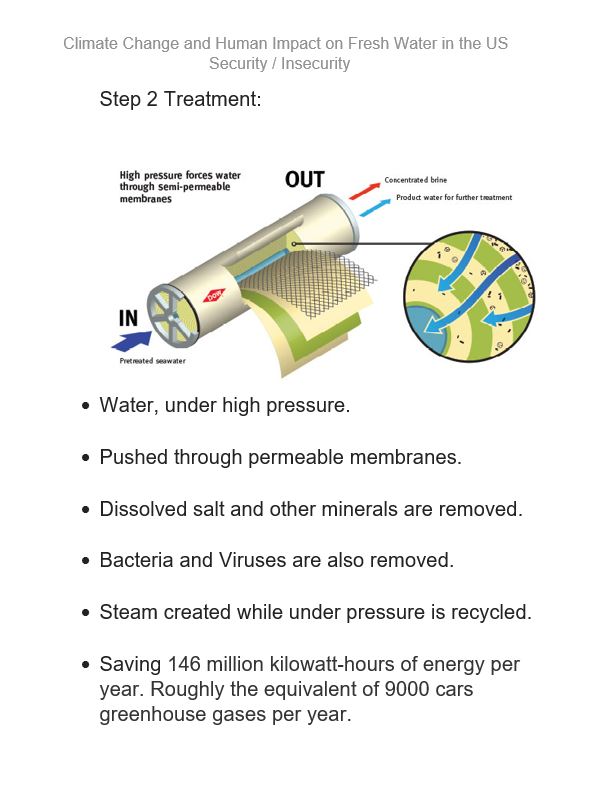 Climate Change and Human Impact on Fresh Water in the US
Security / Insecurity
Step 2 Treatment:
High pressure forces water
through semi-permeable
membranes
OUT
Concentrated brine
Product water for further treatment
DOW
IN
Pretreated seawater
• Water, under high pressure.
• Pushed through permeable membranes.
• Dissolved salt and other minerals are removed.
• Bacteria and Viruses are also removed.
• Steam created while under pressure is recycled.
• Saving 146 million kilowatt-hours of energy per
year. Roughly the equivalent of 9000 cars
greenhouse gases per year.